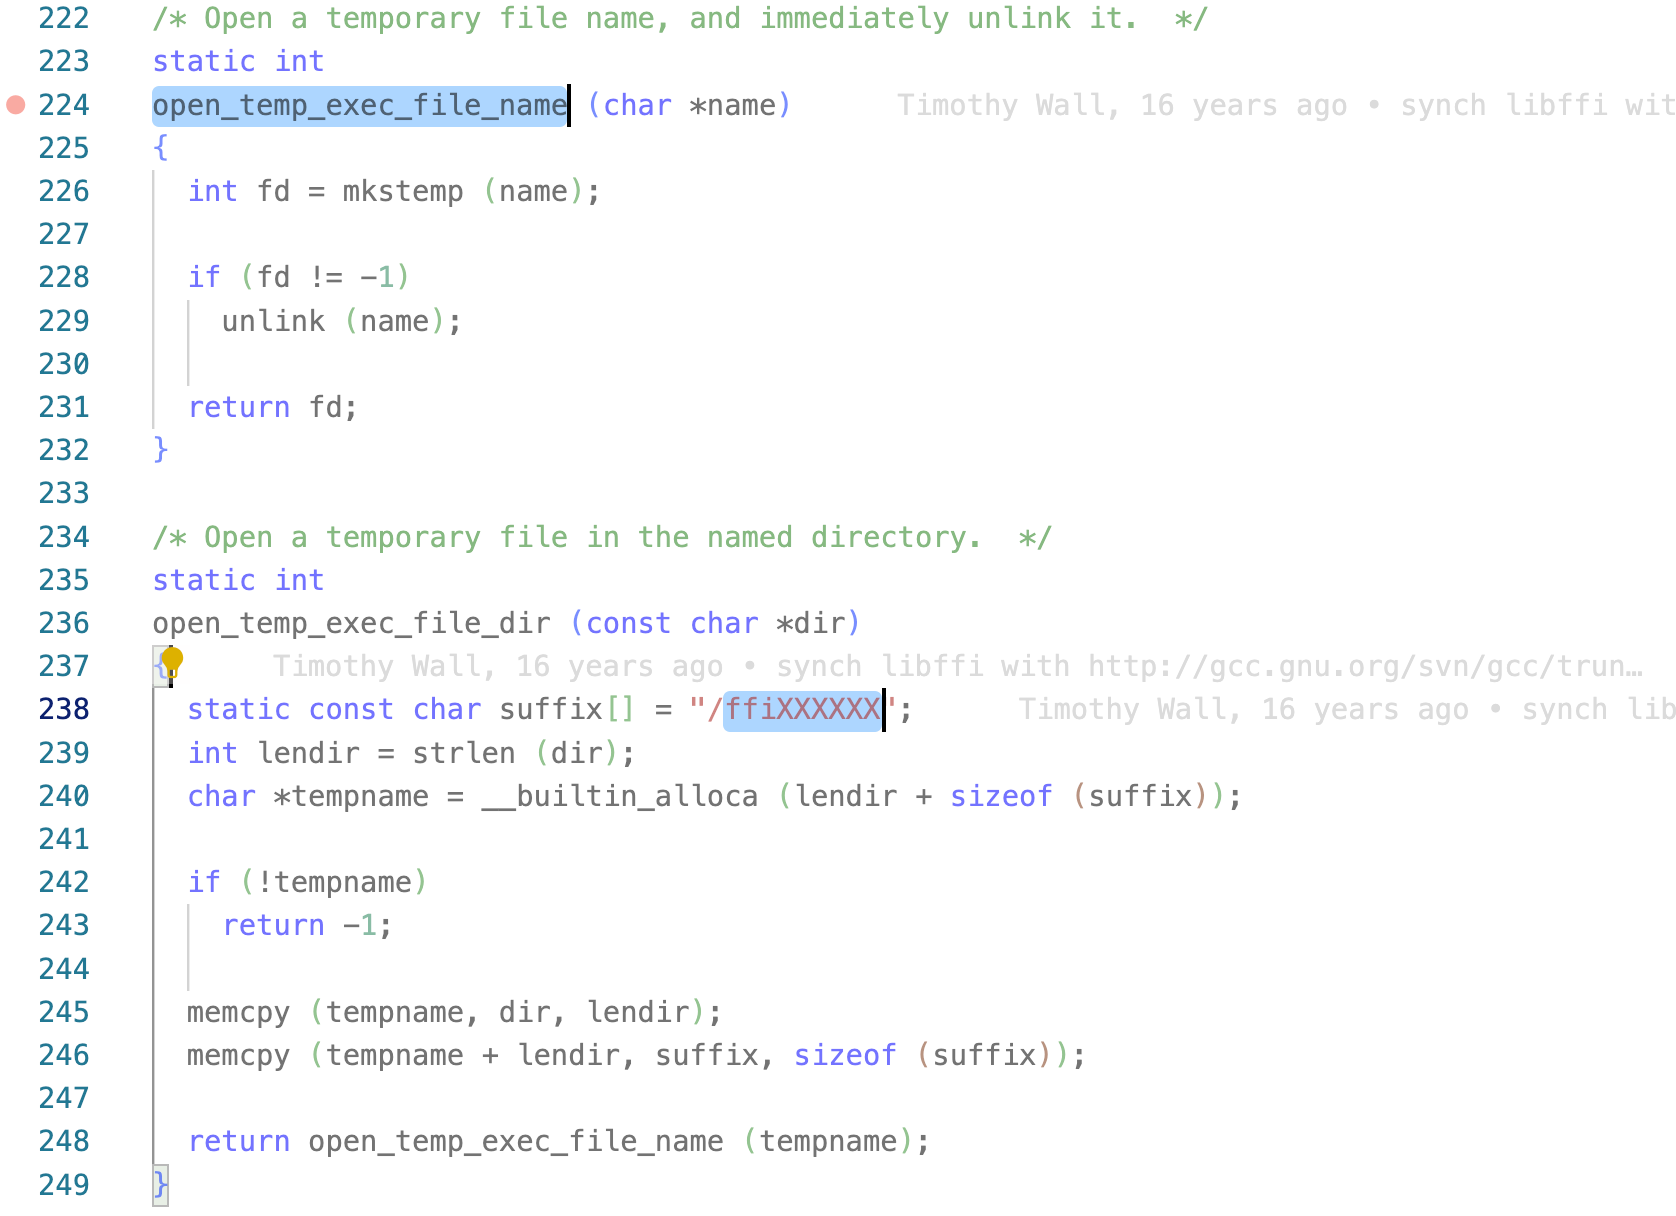 222 /* Open a temporary file name, and immediately unlink it.  */
223 static int
224 open_temp_exec_file_name (char *name) Timothy Wall, 16 years ago • synch libffi wit
225 {
226   int fd = mkstemp (name);
227
228   if (fd != -1)
229     unlink (name);
230
231   return fd;
232 }
233
234 /* Open a temporary file in the named directory.  */
235 static int
236 open_temp_exec_file_dir (const char *dir)
237 { Timothy Wall, 16 years ago • synch libffi with http://gcc.gnu.org/svn/gcc/trun…
238   static const char suffix[] = "/ffiXXXXXX"; Timothy Wall, 16 years ago • synch lib
239   int lendir = strlen (dir);
240   char *tempname = __builtin_alloca (lendir + sizeof (suffix));
241
242   if (!tempname)
243     return -1;
244
245   memcpy (tempname, dir, lendir);
246   memcpy (tempname + lendir, suffix, sizeof (suffix));
247
248   return open_temp_exec_file_name (tempname);
249 }